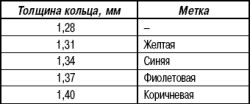 Толщина кольца, мм Метка
1,28 –
1,31 Желтая
1,34 Синяя
1,37 Фиолетовая
1,40 Коричневая